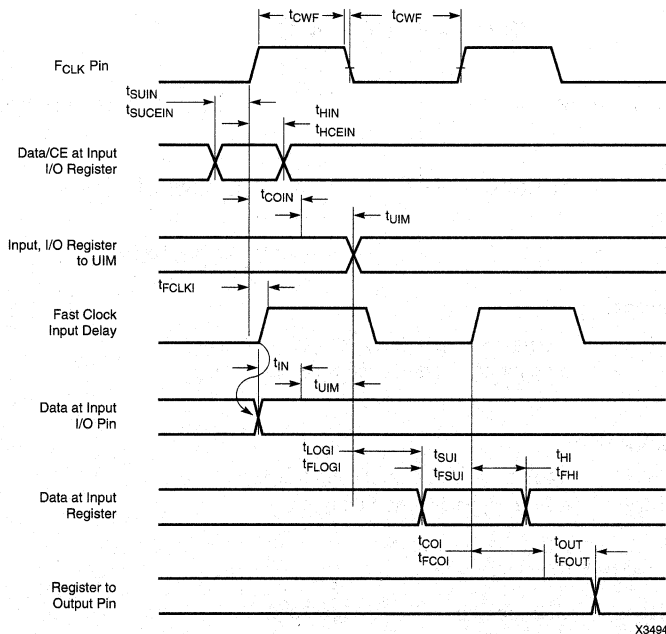 tCWF
tCWF
FCLK Pin
tSUIN
tSUCEIN
tHIN
tHCEIN
Data/CE at Input
I/O Register
tCOIN
tUIM
Input, I/O Register
to UIM
tFCLKI
Fast Clock
Input Delay
tIN
tUIM
Data at Input
I/O Pin
tLOGI
tFLOGI
tSUI
tFSUI
tHI
tFHI
Data at Input
Register
tCOI
tFCOI
tOUT
tFOUT
Register to
Output Pin
X3494